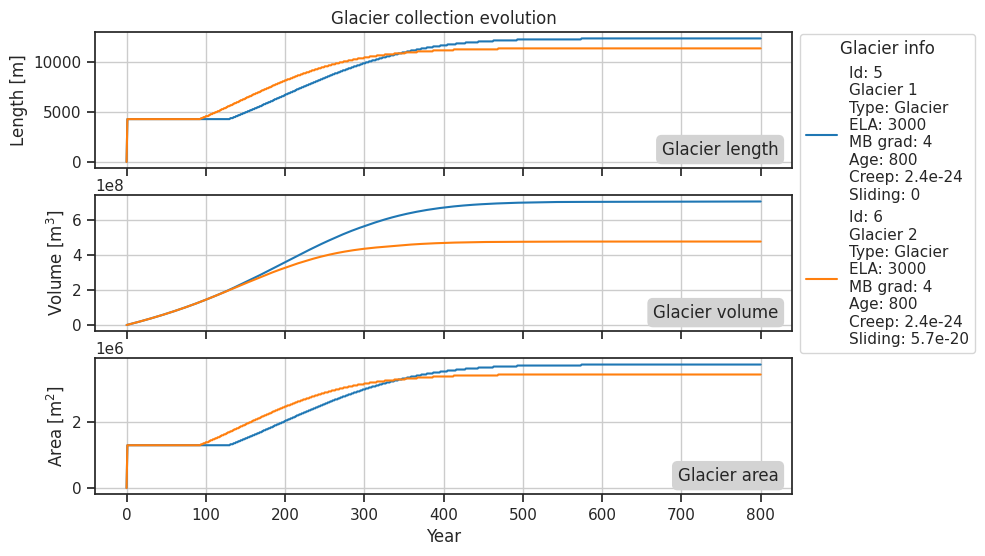 Glacier collection evolution
Length [m]
10000
5000
0
Glacier length
1e8
Volume [m³]
6
4
2
0
Glacier volume
1e6
Area [m²]
2
0
Glacier area
0 100 200 300 400 500 600 700 800
Year
Glacier info
Id: 5
Glacier 1
Type: Glacier
ELA: 3000
MB grad: 4
Age: 800
Creep: 2.4e-24
Sliding: 0
Id: 6
Glacier 2
Type: Glacier
ELA: 3000
MB grad: 4
Age: 800
Creep: 2.4e-24
Sliding: 5.7e-20